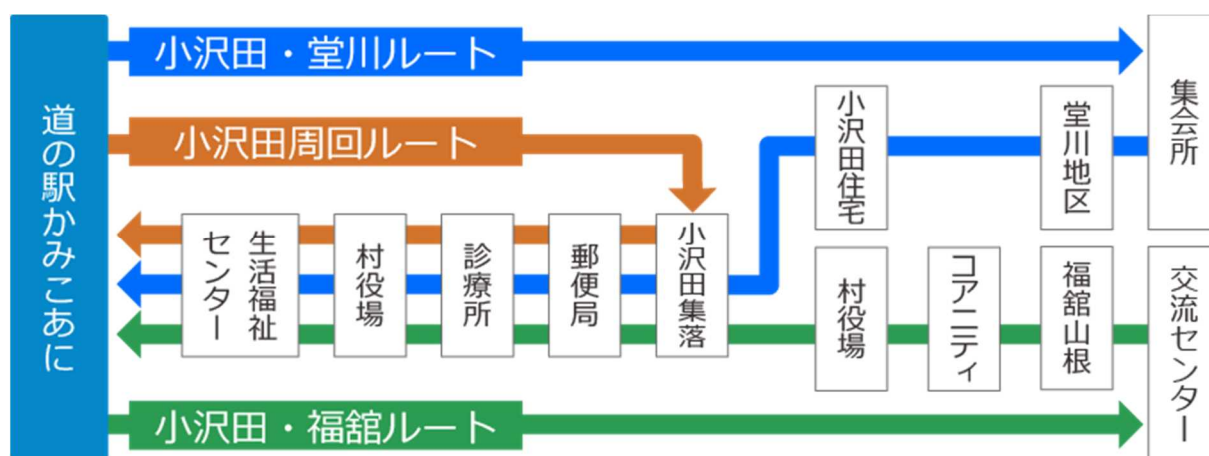 道の駅かみこあに
小沢田・堂川ルート
小沢田周回ルート
生活福祉
センター
村役場
診療所
郵便局
小沢田集落
小沢田住宅
堂川地区
集会所
村役場
コアニティ
福舘山根
交流センター
小沢田・福舘ルート